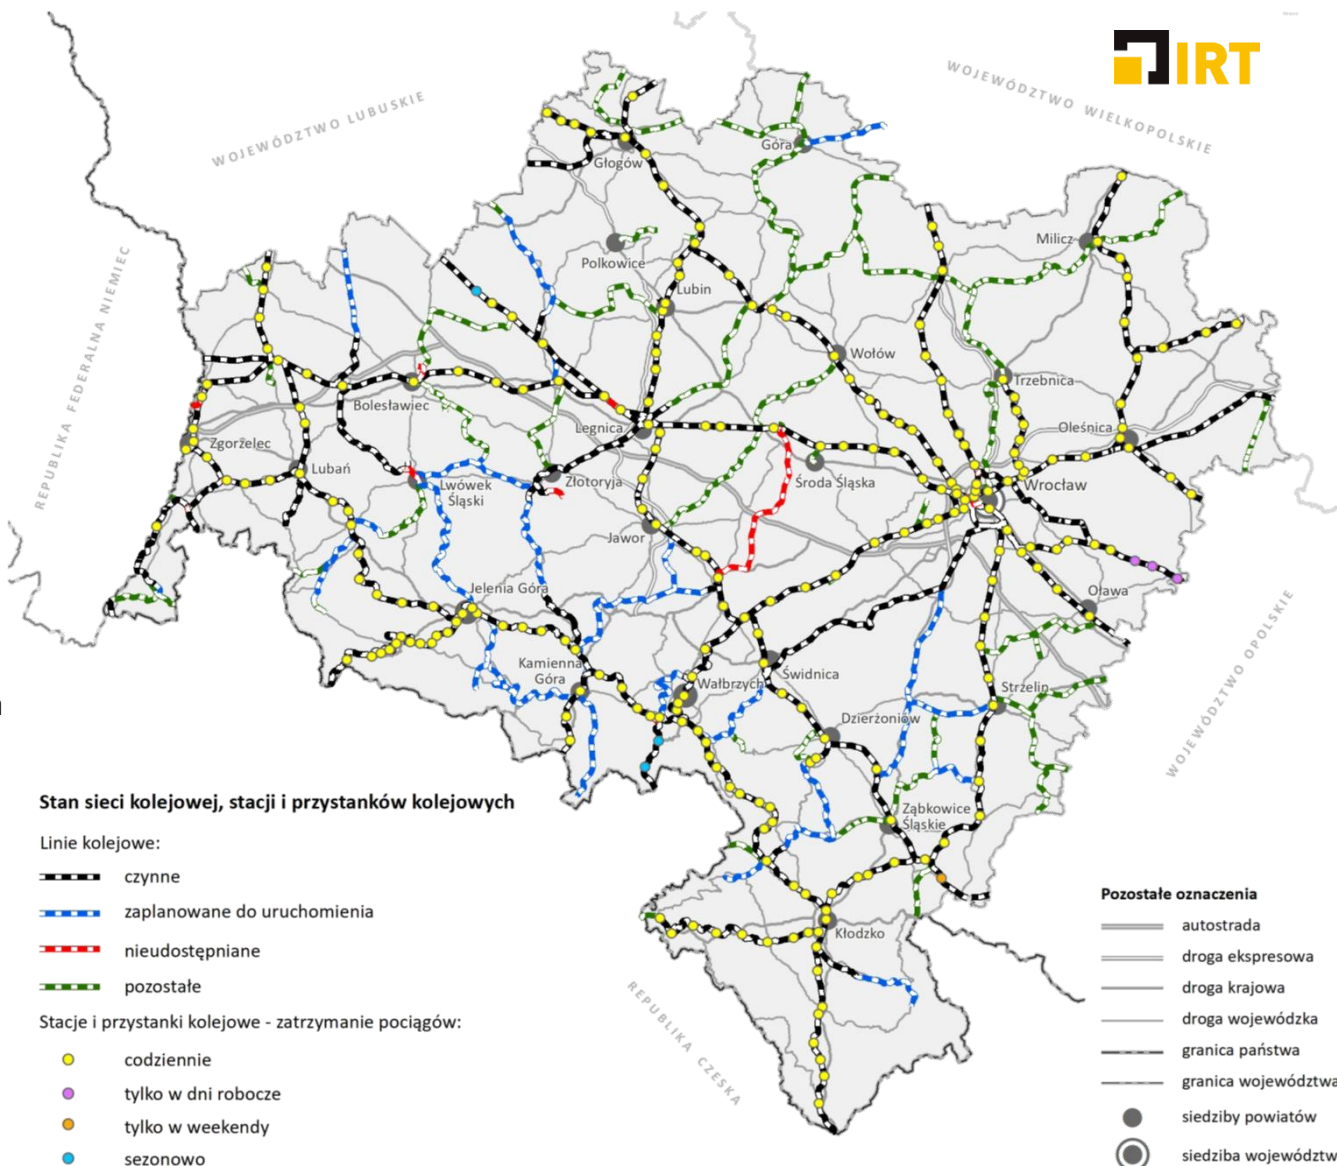 IRT
WOJEWÓDZTWO LUBUSKIE
WOJEWÓDZTWO WIELKOPOLSKIE
REPUBLIKA FEDERALNA NIEMIEC
WOJEWÓDZTWO OPOLSKIE
REPUBLIKA CZESKA
Głogów
Góra
Polkowice
Milicz
Lubin
Wołów
Trzebnica
Bolesławiec
Legnica
Oleśnica
Zgorzelec
Lubań
Lwówek
Śląski
Złotoryja
Środa Śląska
Wrocław
Jawor
Jelenia Góra
Oława
Kamienna
Góra
Wałbrzych
Świdnica
Strzelin
Dzierżoniów
Ząbkowice
Śląskie
Kłodzko
Stan sieci kolejowej, stacji i przystanków kolejowych
Linie kolejowe:
czynne
zaplanowane do uruchomienia
nieudostępniane
pozostałe
Stacje i przystanki kolejowe - zatrzymanie pociągów:
codziennie
tylko w dni robocze
tylko w weekendy
sezonowo
Pozostałe oznaczenia
autostrada
droga ekspresowa
droga krajowa
droga wojewódzka
granica państwa
granica województwa
siedziby powiatów
siedziba województw